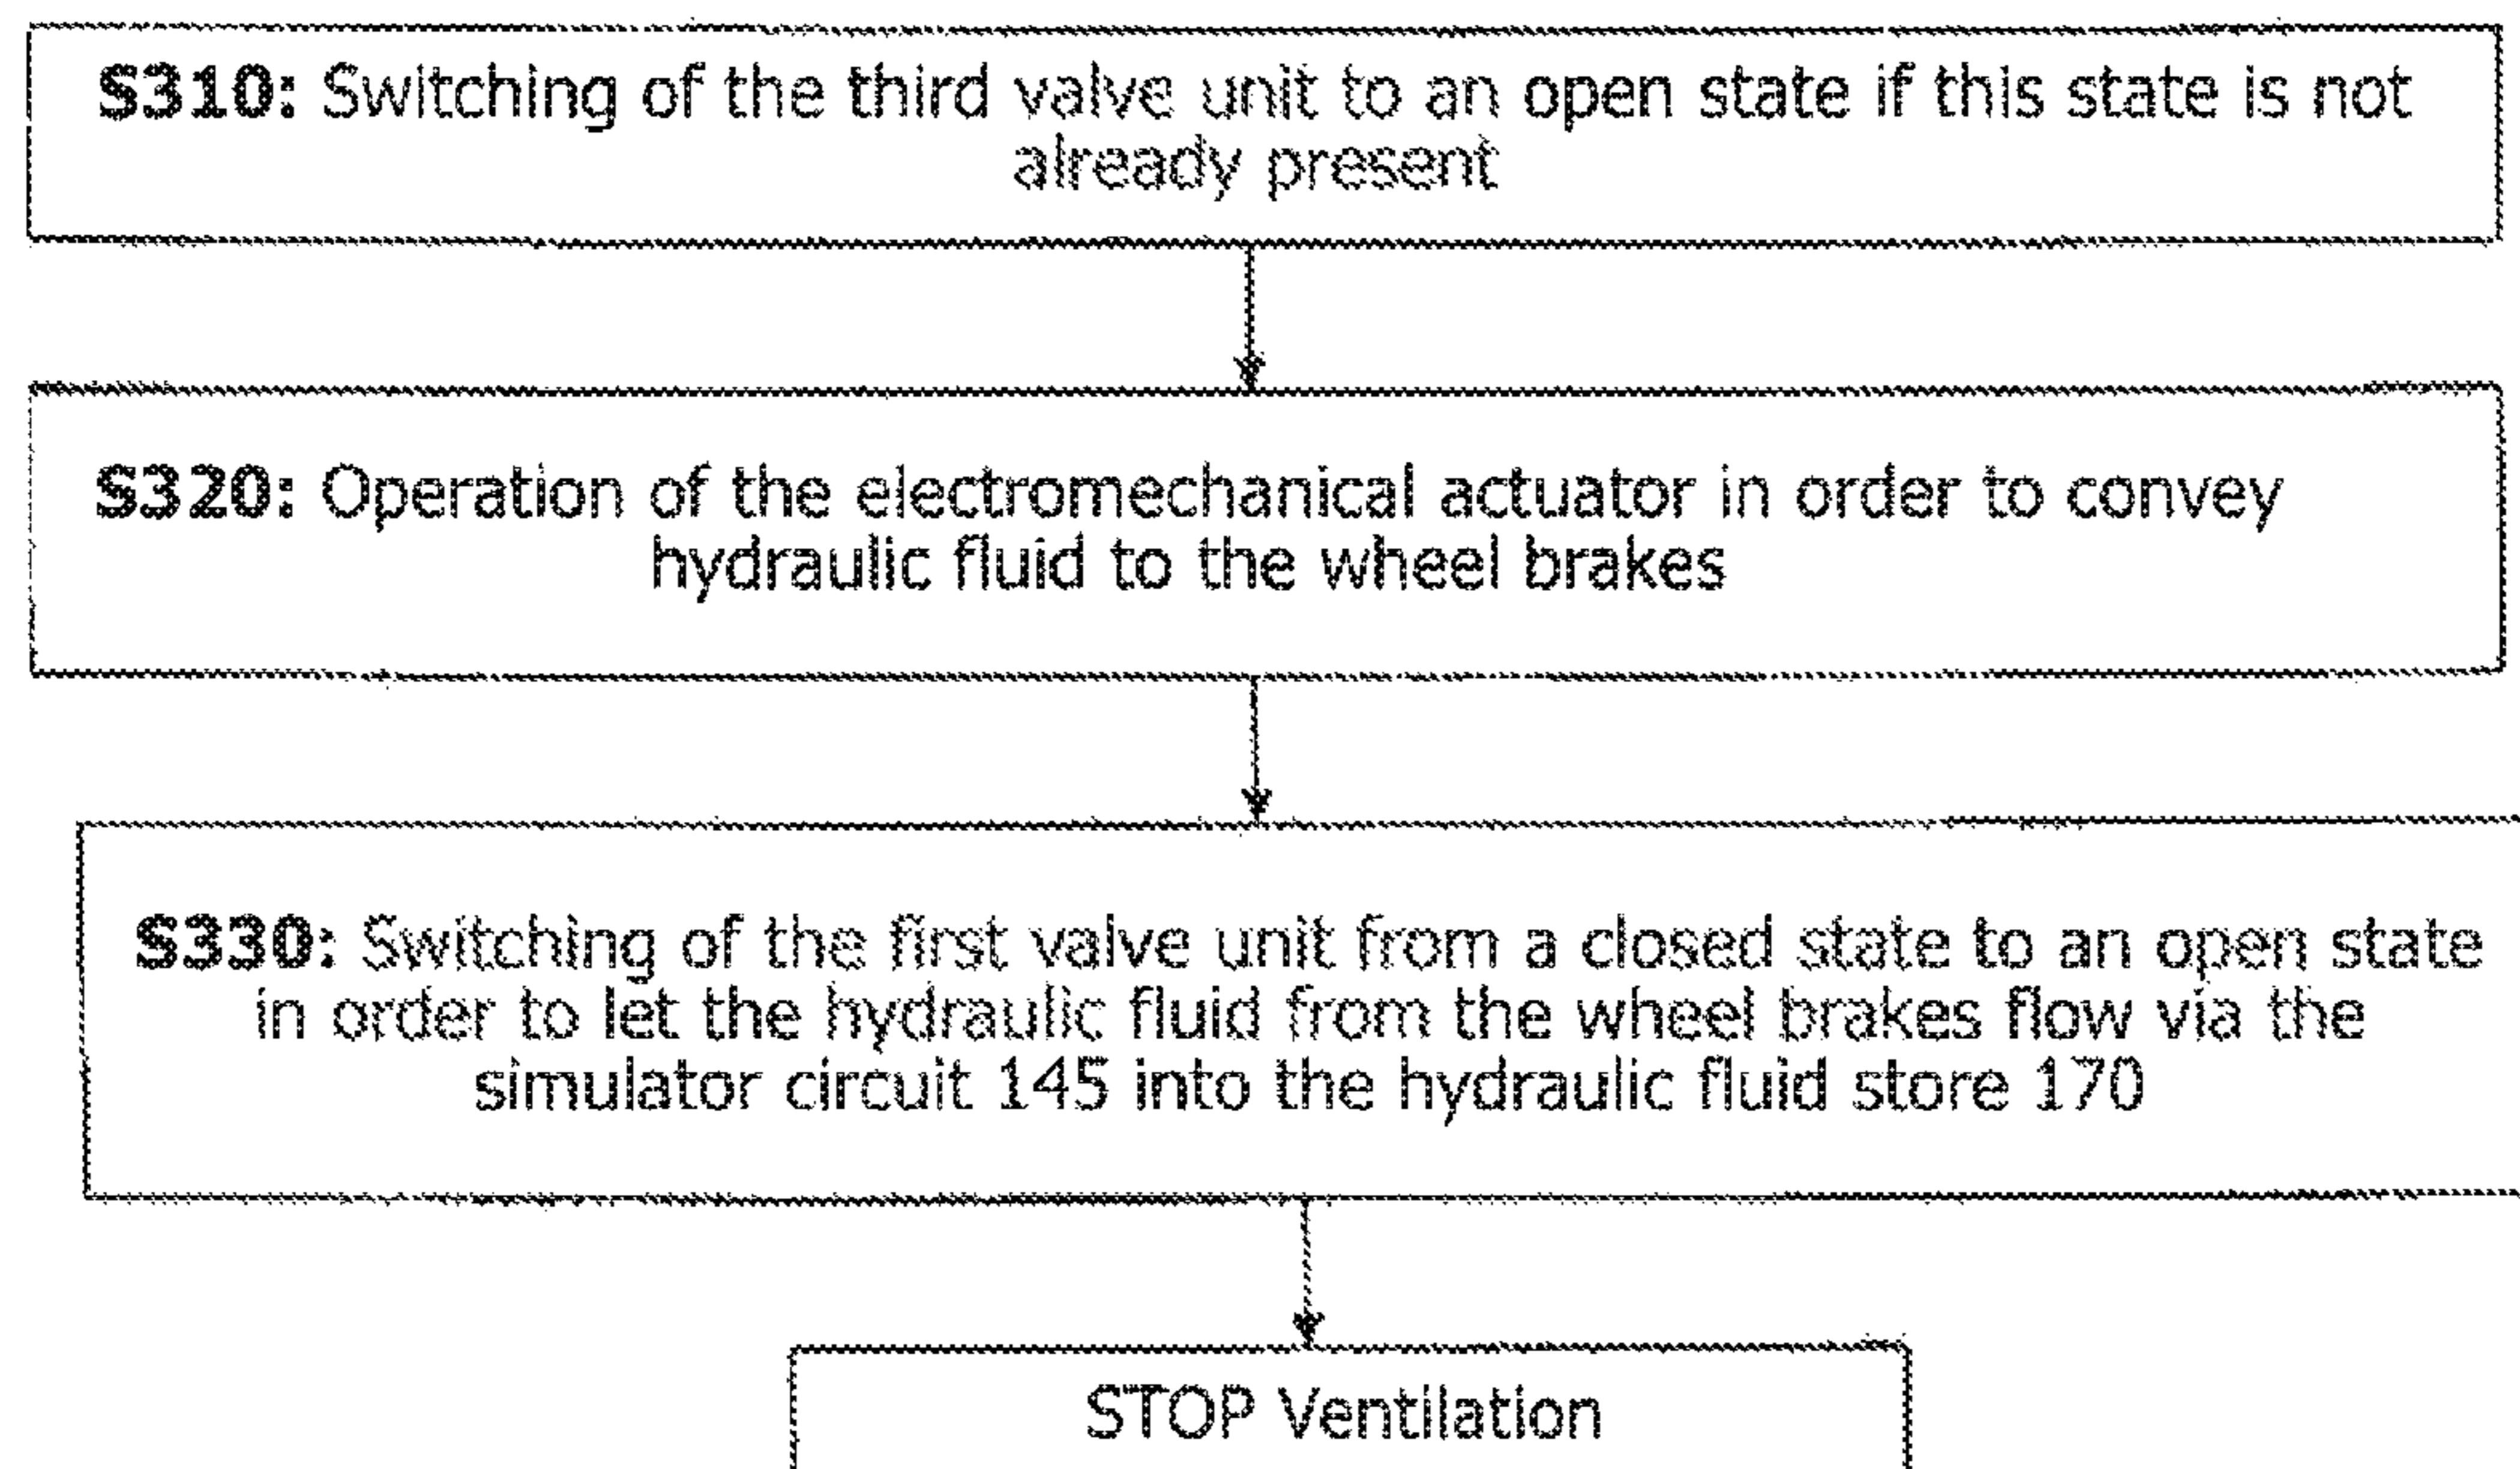 S310: Switching of the third valve unit to an open state if this state is not
already present
S320: Operation of the electromechanical actuator in order to convey
hydraulic fluid to the wheel brakes
S330: Switching of the first valve unit from a closed state to an open state
in order to let the hydraulic fluid from the wheel brakes flow via the
simulator circuit 145 into the hydraulic fluid store 170
STOP Ventilation